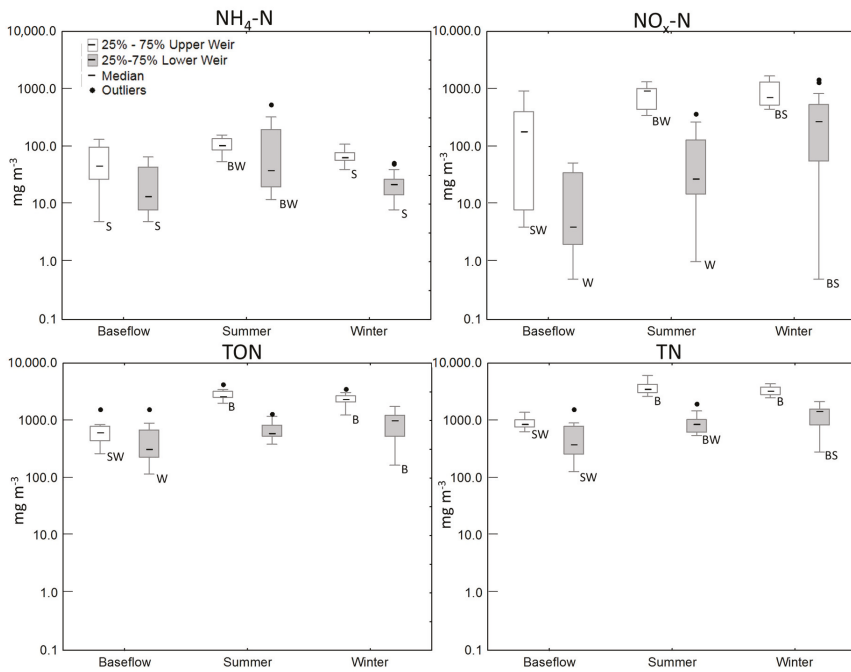 NH4-N
10,000.0
1000.0
100.0
10.0
1.0
0.1
mg m-3
25% - 75% Upper Weir
25%-75% Lower Weir
Median
Outliers
S
S
BW
BW
S
S
Baseflow
Summer
Winter
NOx-N
10,000.0
1000.0
100.0
10.0
1.0
0.1
mg m-3
SW
W
BW
W
BS
BS
Baseflow
Summer
Winter
TON
10,000.0
1000.0
100.0
10.0
1.0
0.1
mg m-3
SW
W
B
B
B
Baseflow
Summer
Winter
TN
10,000.0
1000.0
100.0
10.0
1.0
0.1
mg m-3
SW
SW
B
BW
B
BS
Baseflow
Summer
Winter